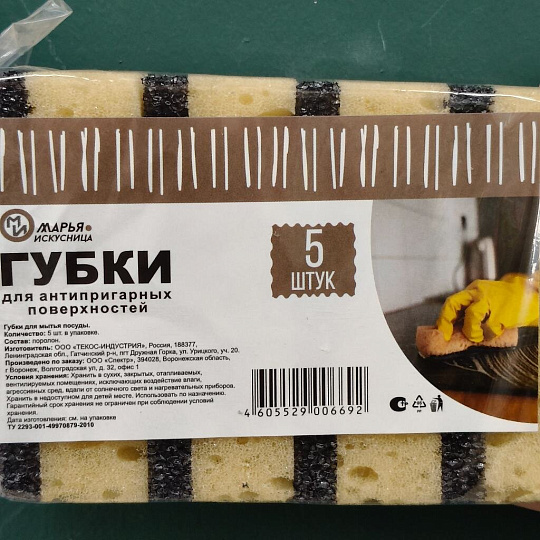 МИ МАРЬЯ
ИСКУСНИЦА
ГУБКИ
для антипригарных
поверхностей
5
ШТУК
Губки для мытья посуды.
Количество: 5 шт. в упаковке.
Состав: поролон.
Изготовитель: ООО «ТЕКОС-ИНДУСТРИЯ», Россия, 188377,
Ленинградская обл., Гатчинский р-н, пгт Дружная Горка, ул. Урицкого, уч. 20.
Произведено по заказу: ООО «Спектр», 394028, Воронежская область,
г Воронеж, Волгоградская ул, д. 32, офис 1
Условия хранения: Хранить в сухих, закрытых, отапливаемых,
вентилируемых помещениях, исключающих воздействие влаги,
агрессивных сред, вдали от солнечного света и нагревательных приборов.
Хранить в недоступном для детей месте. Использовать по назначению.
Гарантийный срок хранения не ограничен при соблюдении условий
хранения.
Дата изготовления: см. на упаковке
ТУ 2293-001-49970879-2010
4 605529 006692